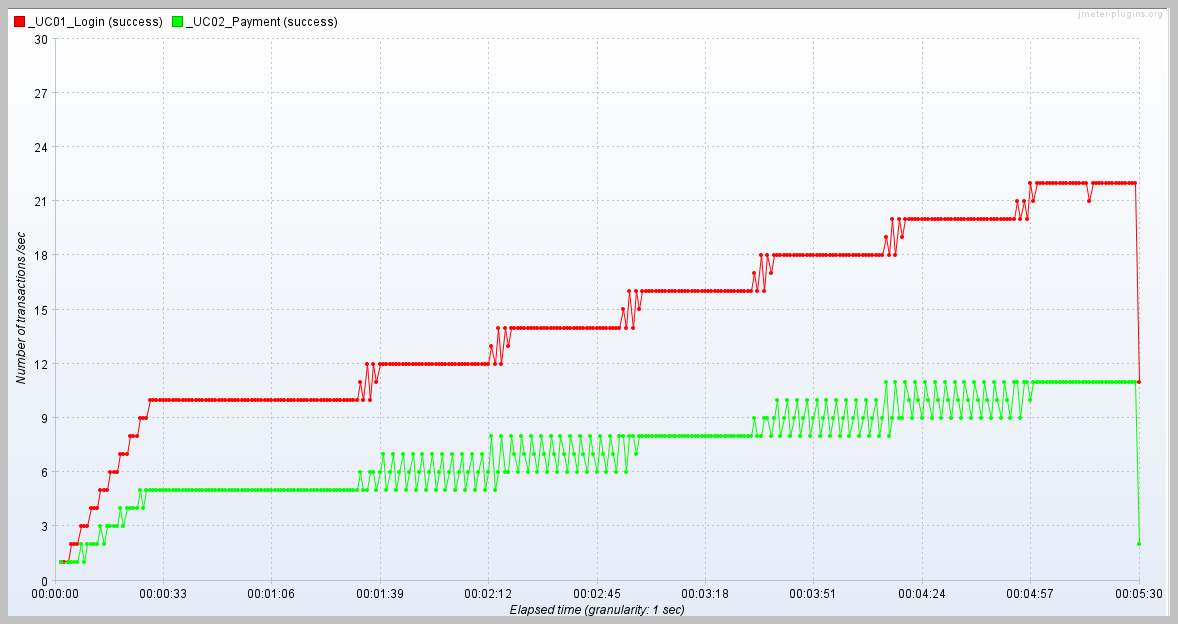 jmeter-plugins.org
_UC01_Login (success) _UC02_Payment (success)
30
27
24
21
18
15
12
9
6
3
0
Number of transactions /sec
00:00:00 00:00:33 00:01:06 00:01:39 00:02:12 00:02:45 00:03:18 00:03:51 00:04:24 00:04:57 00:05:30
Elapsed time (granularity: 1 sec)